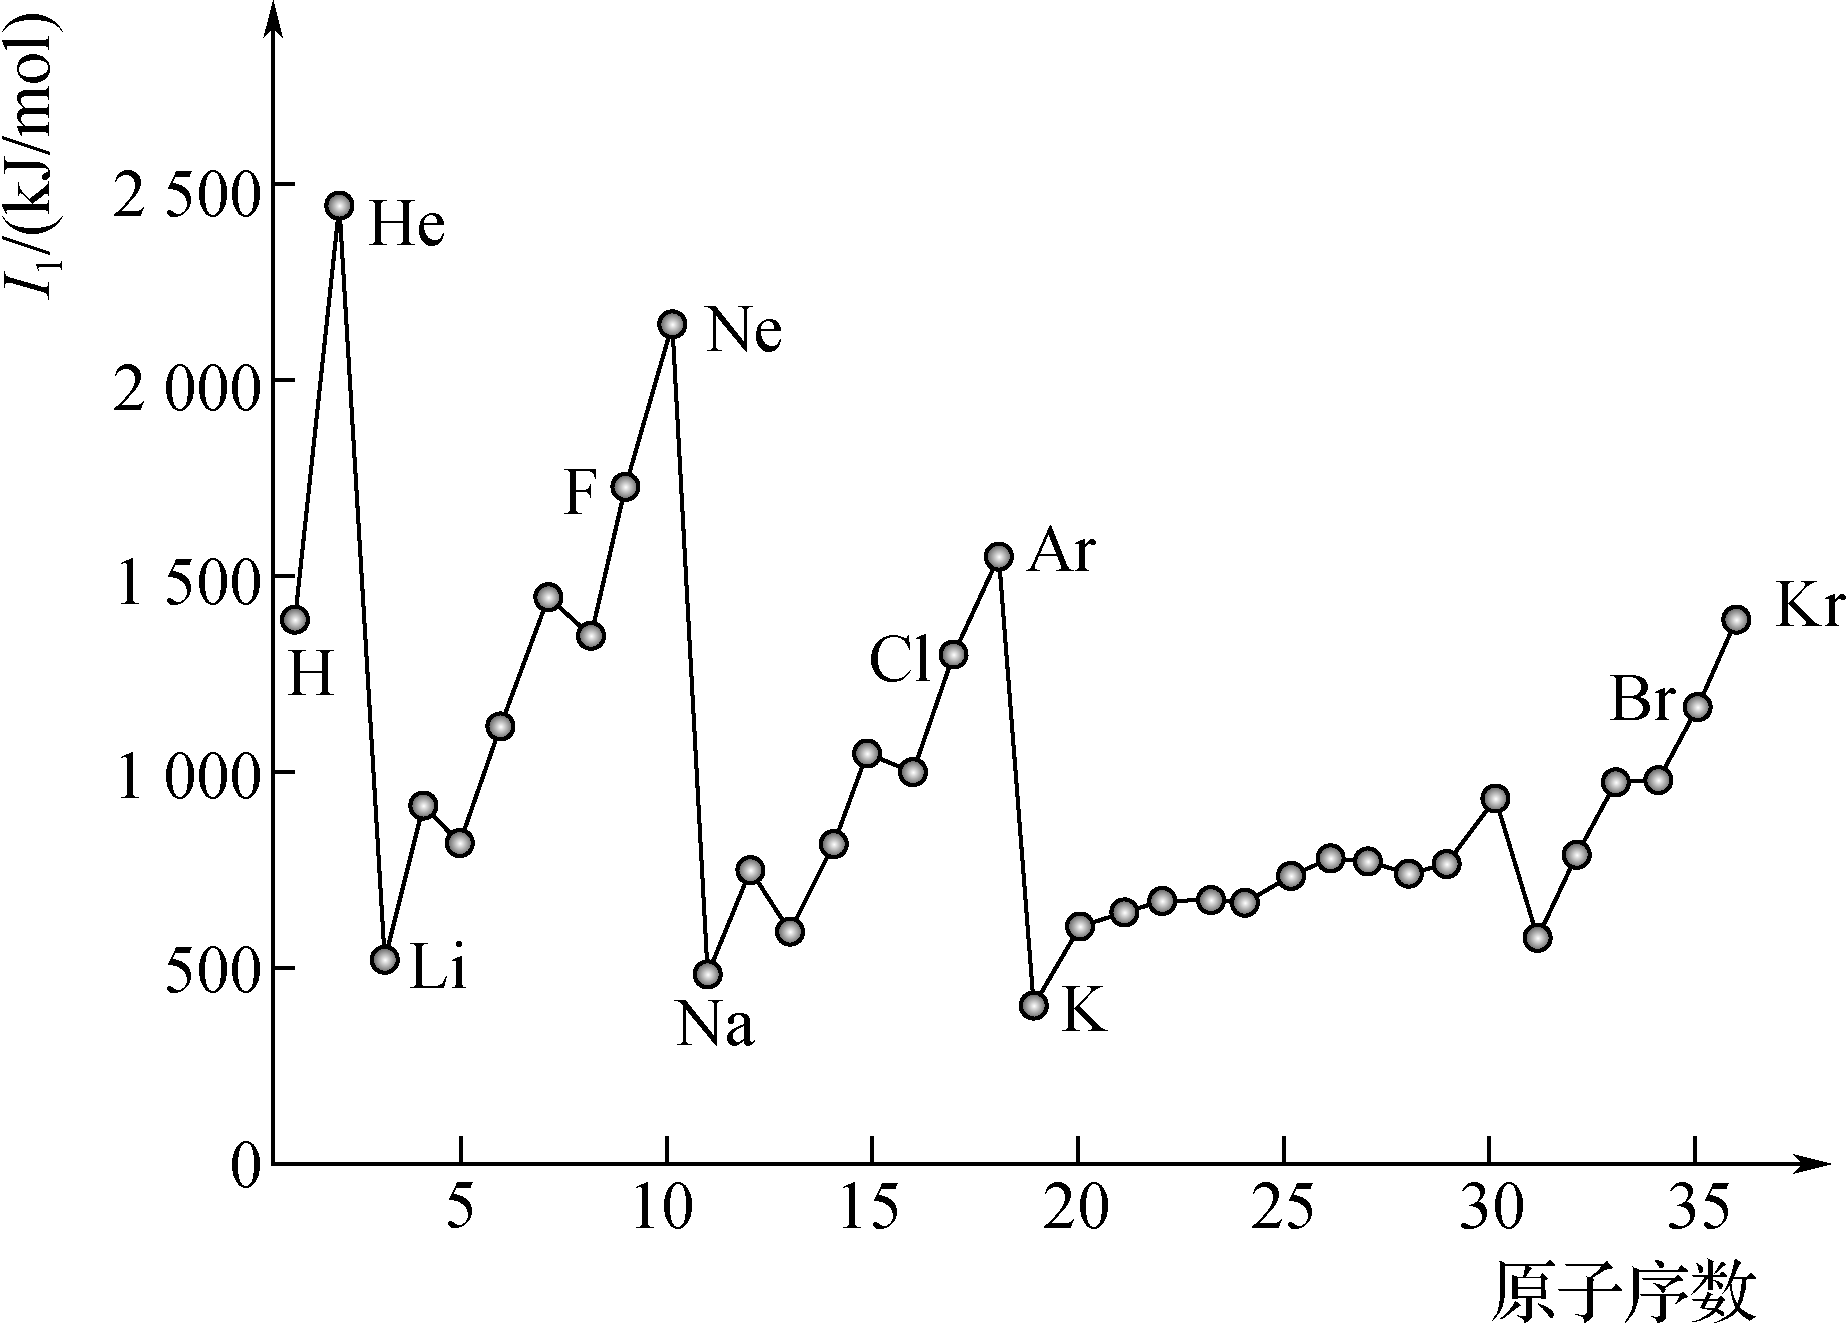 I₁/(kJ/mol)
2 500
He
Ne
2 000
F
1 500
Ar
Kr
H
Cl
Br
1 000
500
Li
Na
K
0
5 10 15 20 25 30 35
原子序数